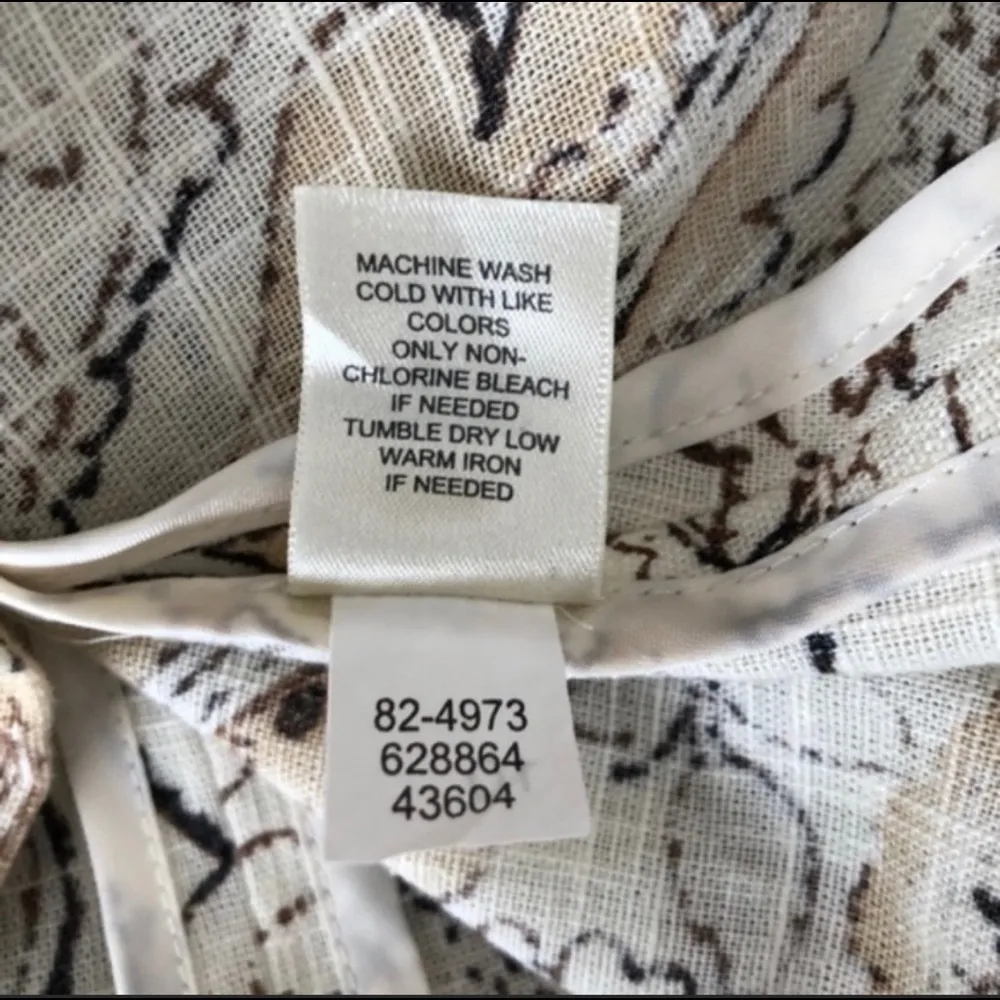 MACHINE WASH
COLD WITH LIKE
COLORS
ONLY NON-
CHLORINE BLEACH
IF NEEDED
TUMBLE DRY LOW
WARM IRON
IF NEEDED
82-4973
628864
43604